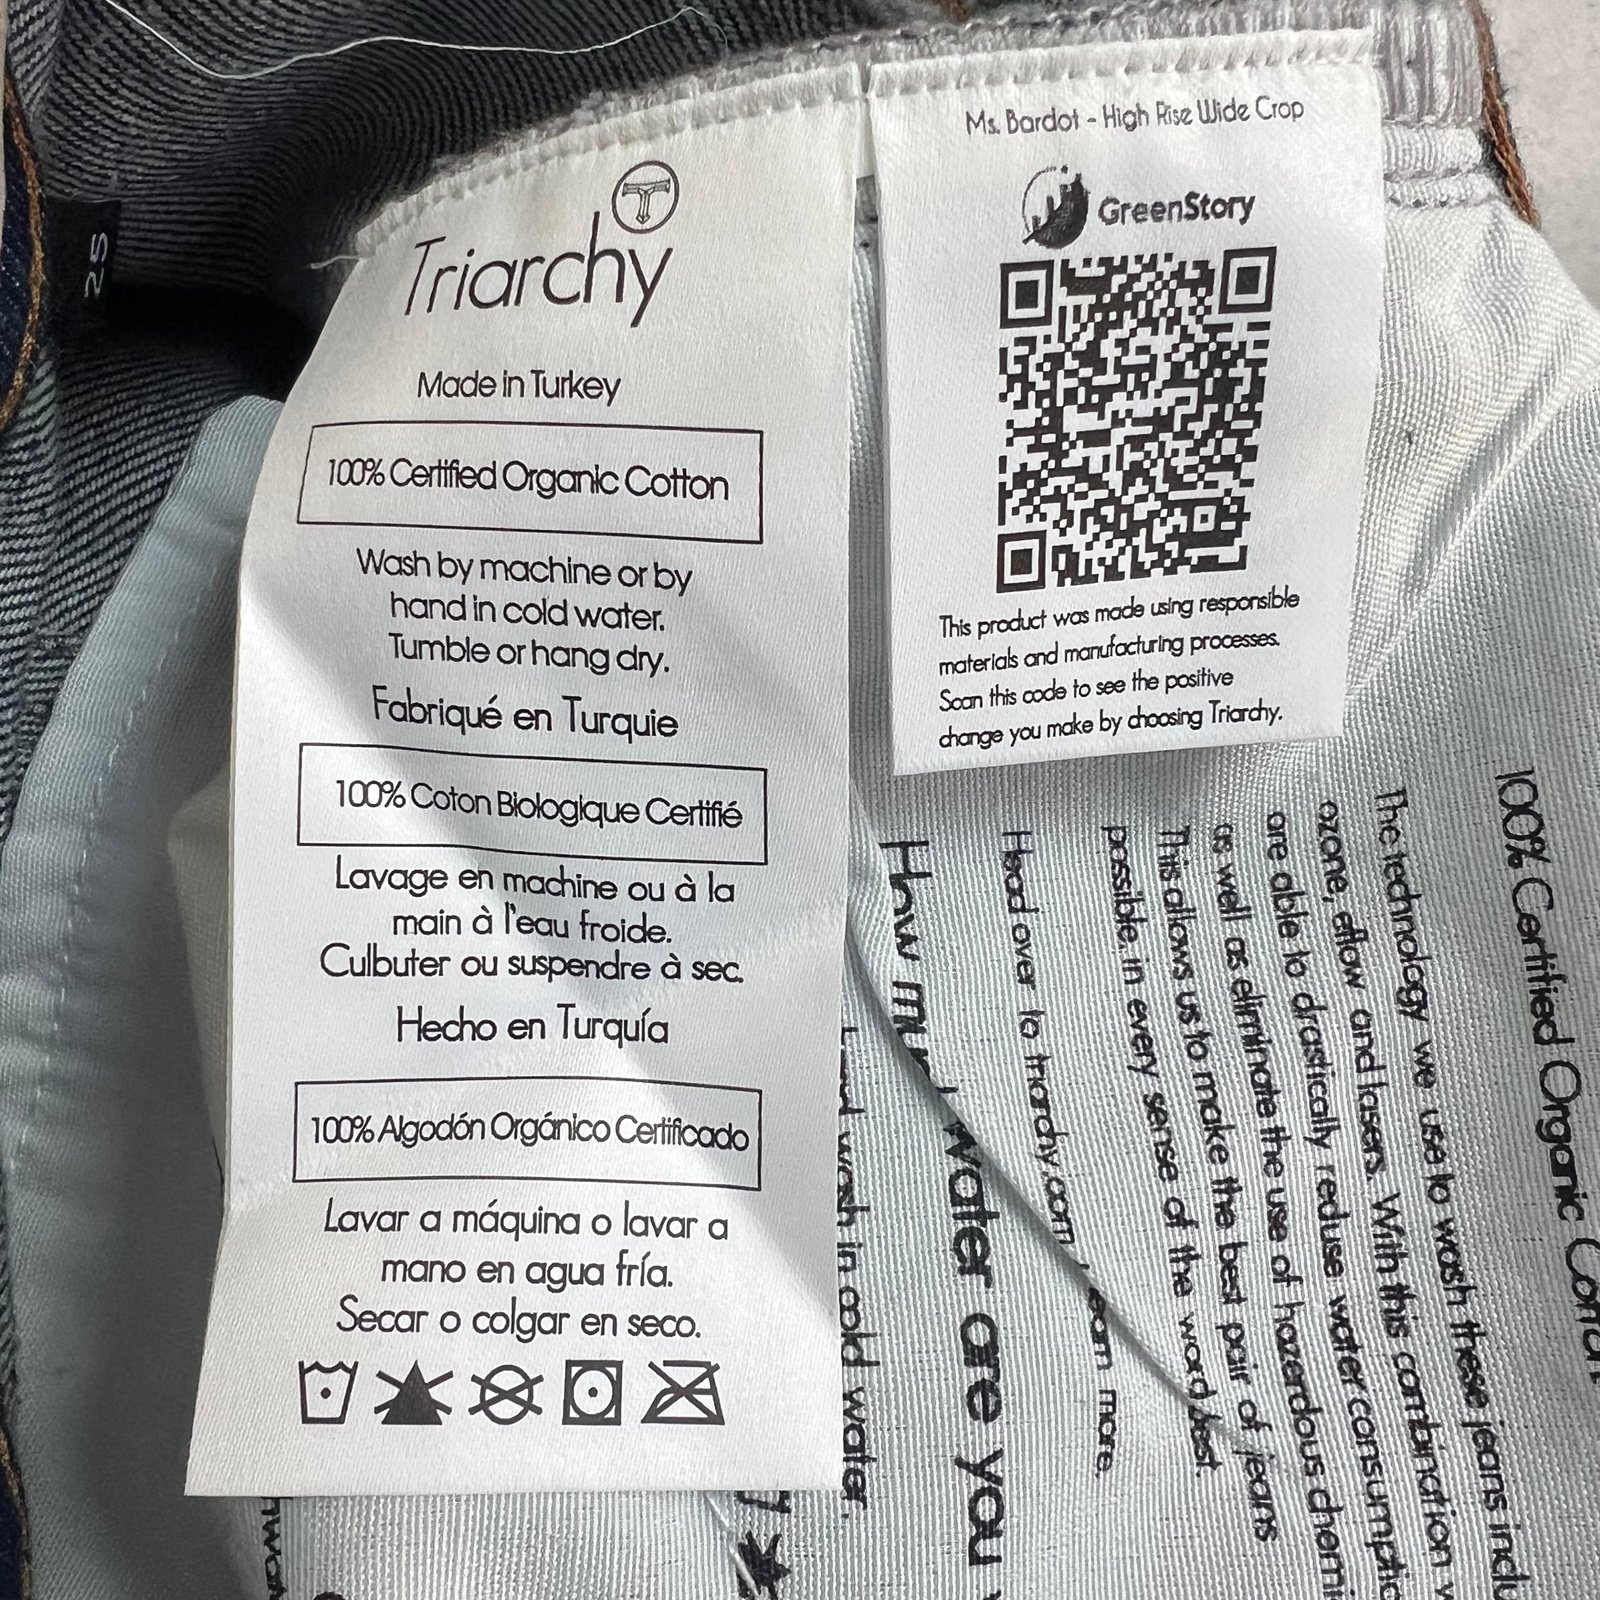 25
Triarchy
Made in Turkey
100% Certified Organic Cotton
Wash by machine or by
hand in cold water.
Tumble or hang dry.
Fabriqué en Turquie
100% Coton Biologique Certifié
Lavage en machine ou à la
main à l'eau froide.
Culbuter ou suspendre à sec.
Hecho en Turquía
100% Algodón Orgánico Certificado
Lavar a máquina o lavar a
mano en agua fría.
Secar o colgar en seco.
Ms. Bardot - High Rise Wide Crop
GreenStory
This product was made using responsible
materials and manufacturing processes.
Scan this code to see the positive
change you make by choosing Triarchy.
100% Certified Organic
The technology we use to wash these jeans
ozone, eflow and lasers. With this combination
are able to drastically reduse water
as well as eliminate the use of hazerdous
This allows us to make the best pair of jeans
possible, in every sense of the word best.
Head over to triarchy.com more.
How water are you
wash in cold water.